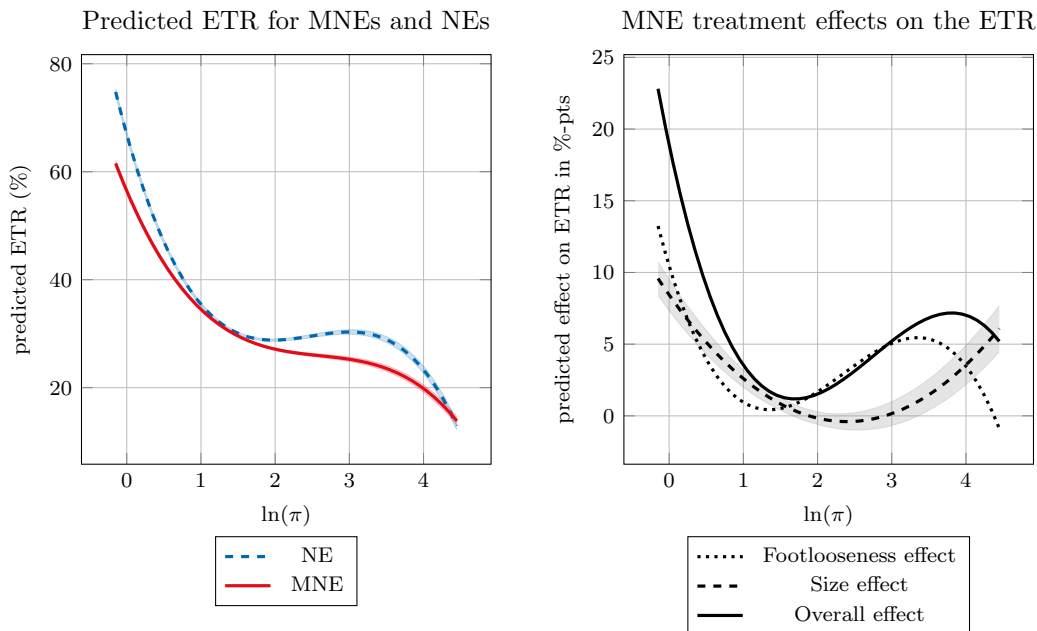 Predicted ETR for MNEs and NEs
80
60
40
20
0
1
2
3
4
predicted ETR (%)
ln(π)
NE
MNE
MNE treatment effects on the ETR
25
20
15
10
5
0
0
1
2
3
4
predicted effect on ETR in %-pts
ln(π)
Footlooseness effect
Size effect
Overall effect